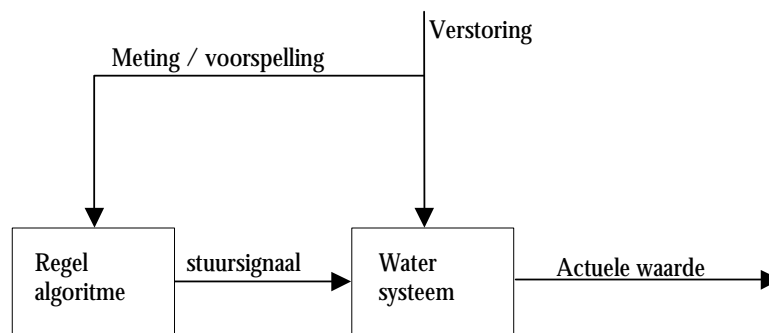 Verstoring
Meting / voorspelling
Regel
algoritme
stuursignaal
Water
systeem
Actuele waarde